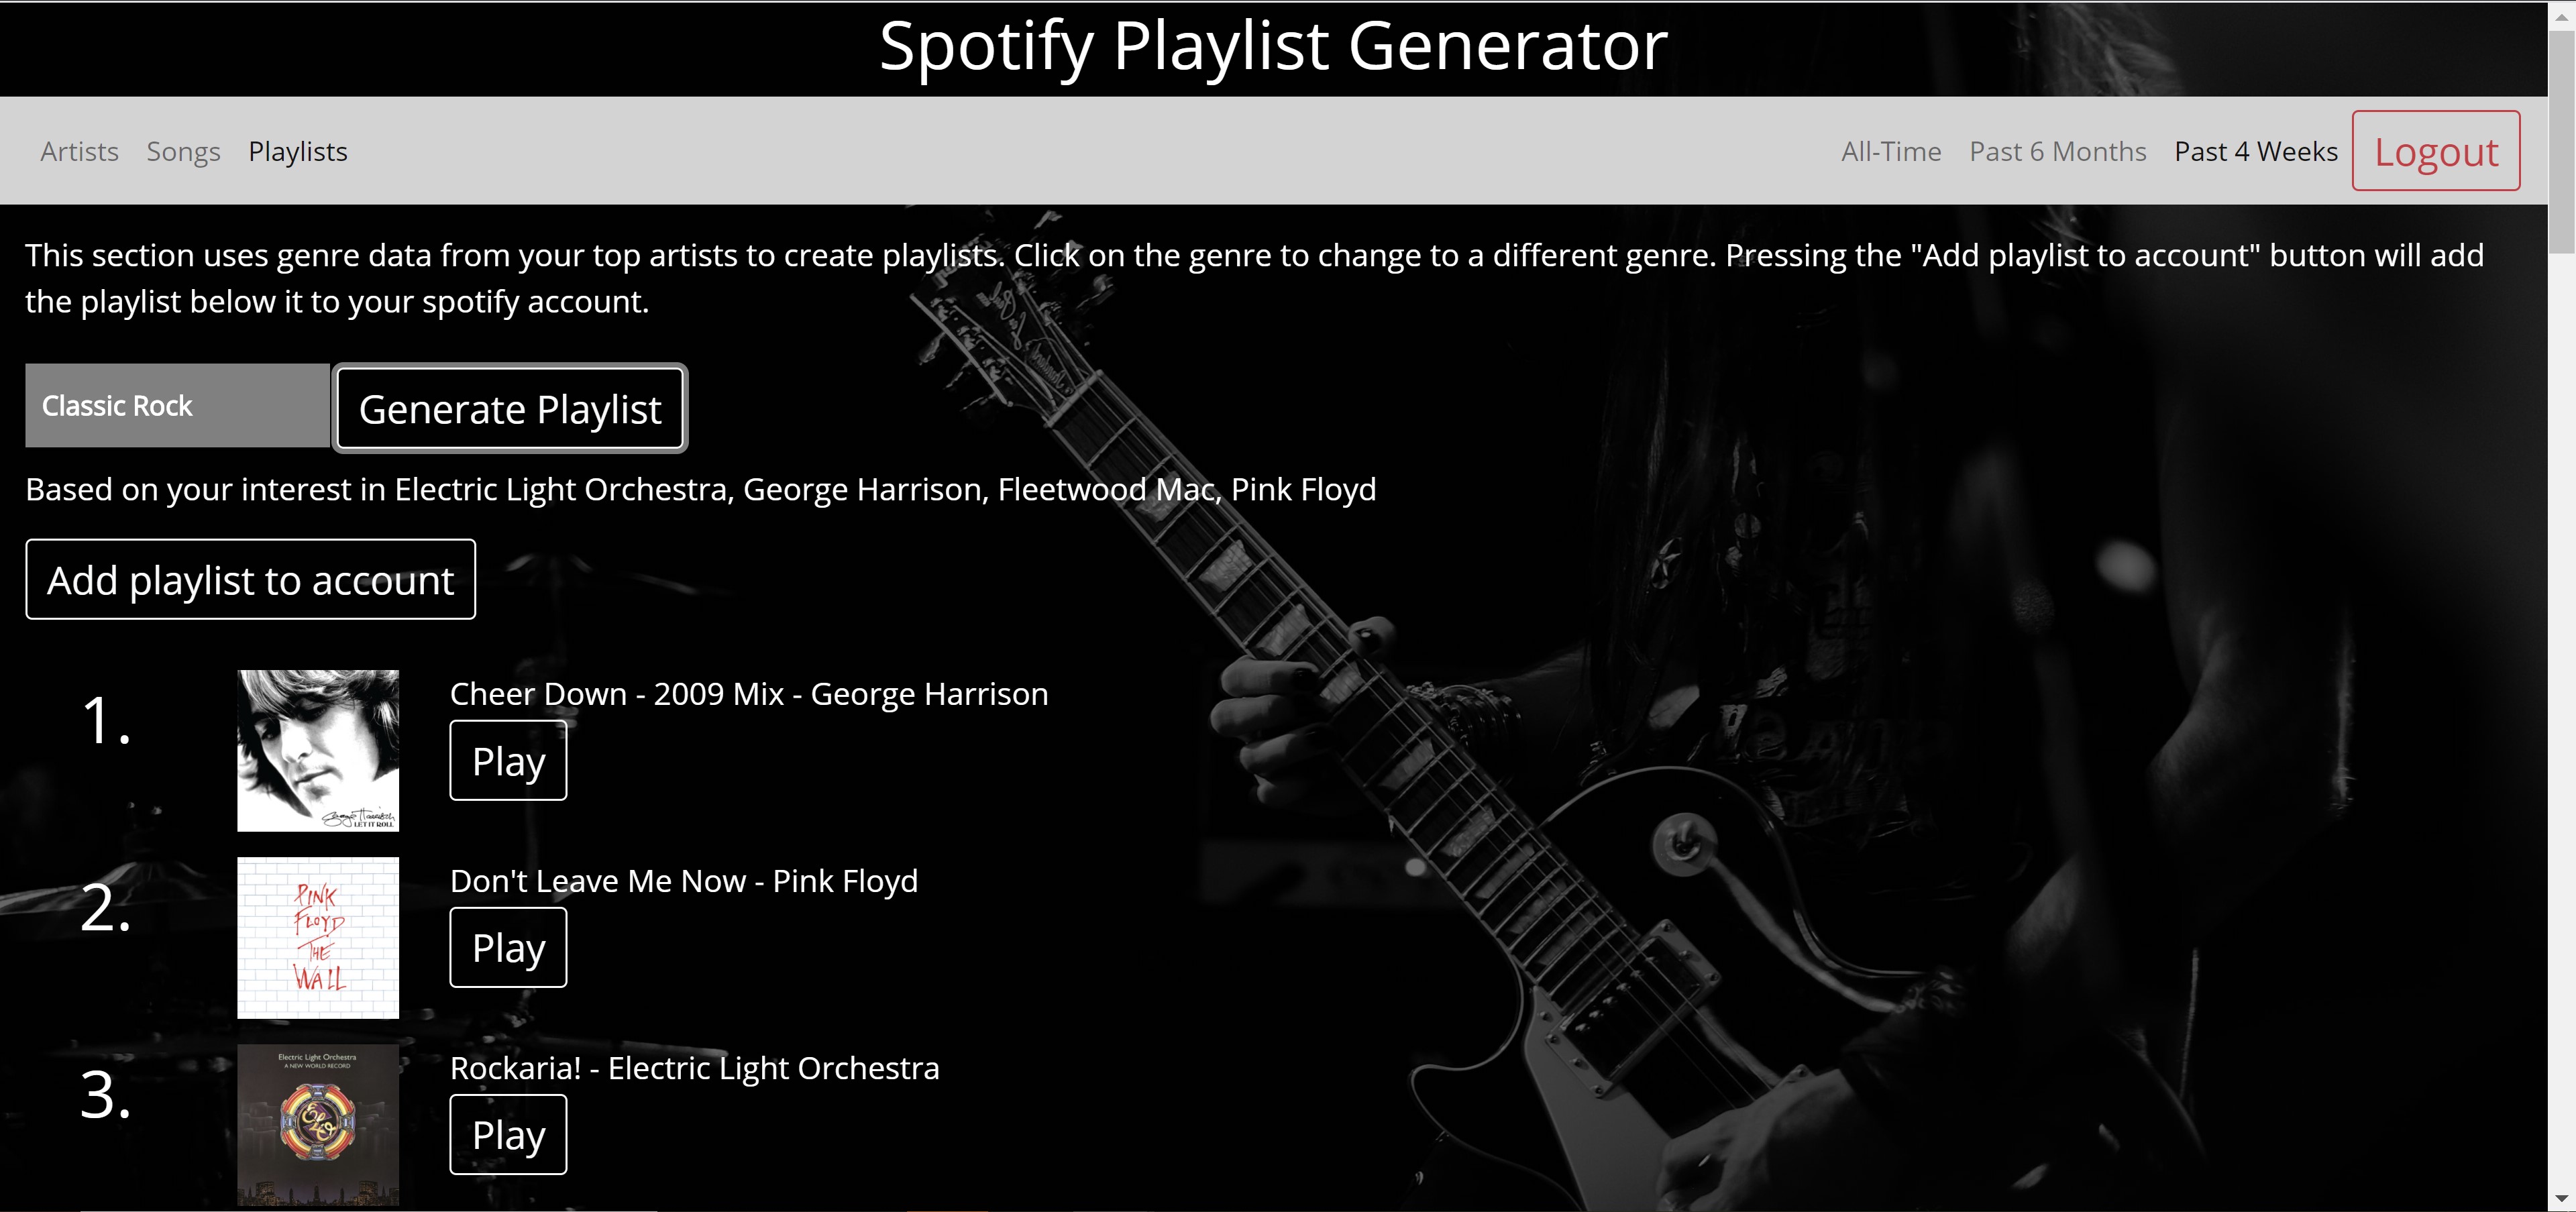 Spotify Playlist Generator
Artists Songs Playlists All-Time Past 6 Months Past 4 Weeks Logout
This section uses genre data from your top artists to create playlists. Click on the genre to change to a different genre. Pressing the "Add playlist to account" button will add
the playlist below it to your spotify account.
Classic Rock Generate Playlist
Based on your interest in Electric Light Orchestra, George Harrison, Fleetwood Mac, Pink Floyd
Add playlist to account
1. Cheer Down - 2009 Mix - George Harrison
Play
George Harrison
LET IT ROLL
2. Don't Leave Me Now - Pink Floyd
Play
PINK
FLOYD
THE
WALL
3. Rockaria! - Electric Light Orchestra
Play
Electric Light Orchestra
A NEW WORLD RECORD
ELO